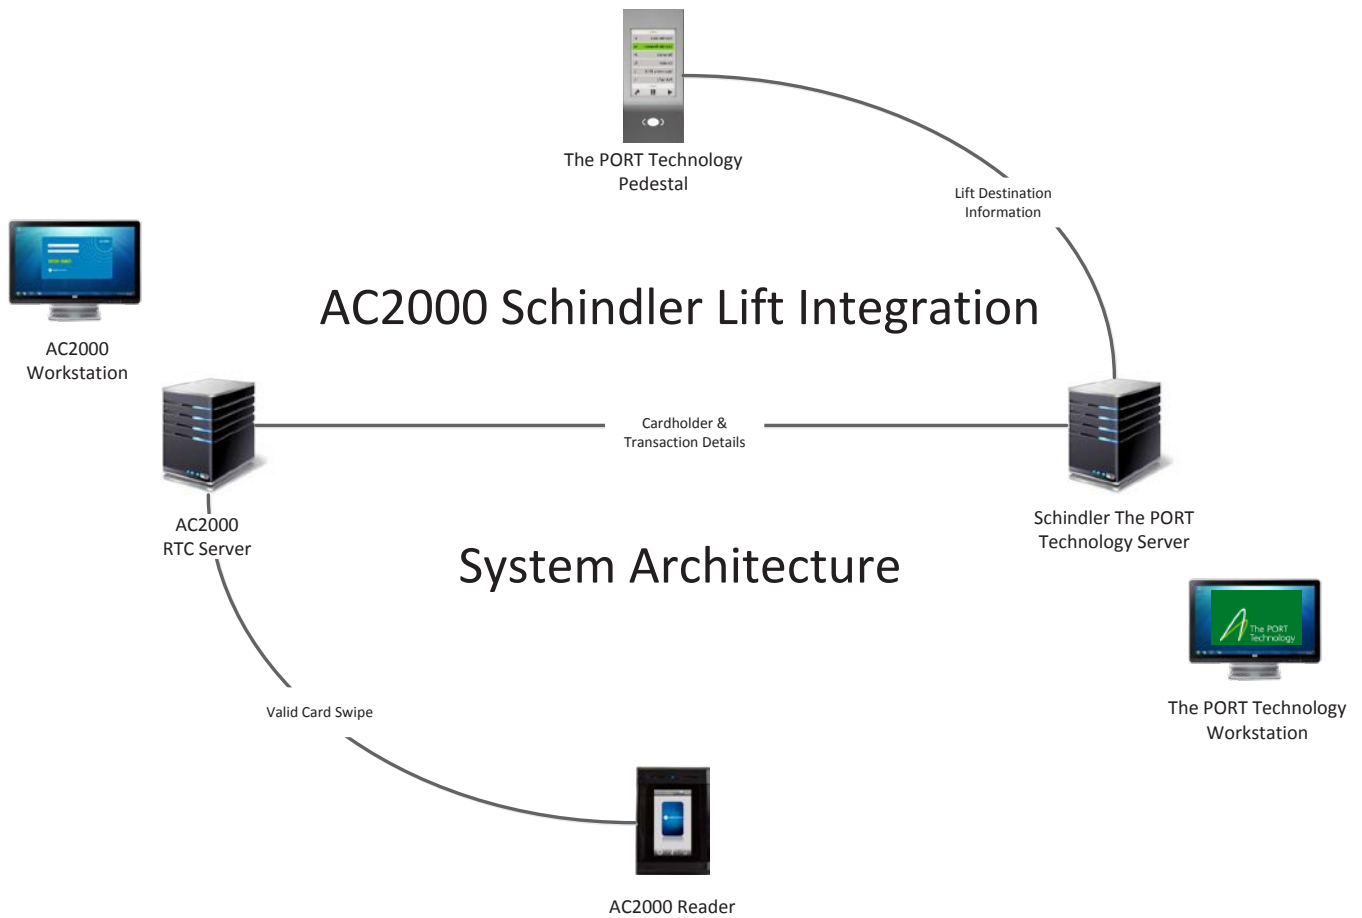 The PORT Technology
Pedestal
Lift Destination
Information
AC2000
Workstation
AC2000 Schindler Lift Integration
Cardholder &
Transaction Details
AC2000
RTC Server
Schindler The PORT
Technology Server
System Architecture
The PORT
Technology
The PORT Technology
Workstation
Valid Card Swipe
AC2000 Reader